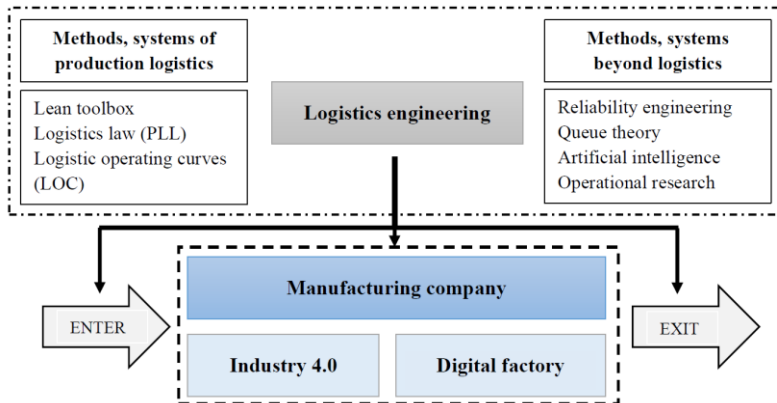 Methods, systems of
production logistics
Lean toolbox
Logistics law (PLL)
Logistic operating curves
(LOC)
Logistics engineering
Methods, systems
beyond logistics
Reliability engineering
Queue theory
Artificial intelligence
Operational research
ENTER
Manufacturing company
Industry 4.0
Digital factory
EXIT